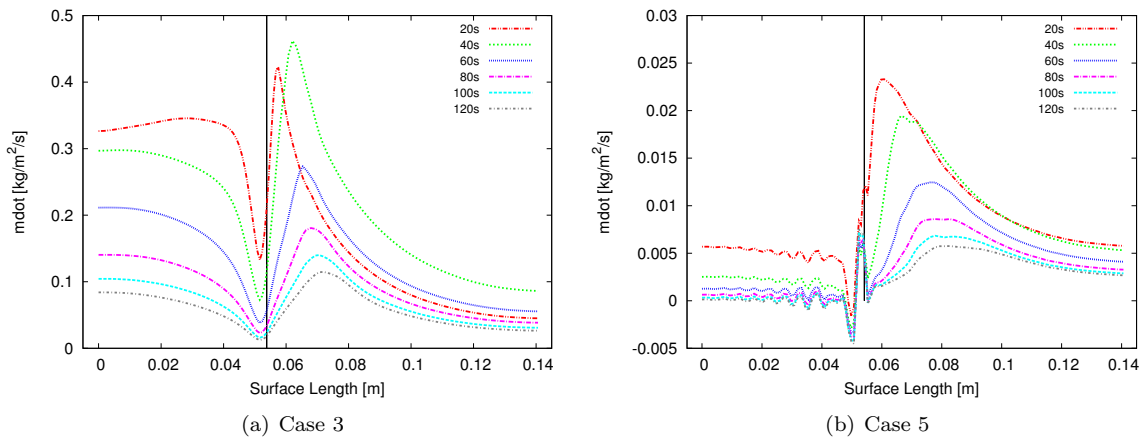 0.5
0.4
0.3
0.2
0.1
0
mdot [kg/m²/s]
0 0.02 0.04 0.06 0.08 0.1 0.12 0.14
Surface Length [m]
20s
40s
60s
80s
100s
120s
(a) Case 3
0.03
0.025
0.02
0.015
0.01
0.005
0
-0.005
mdot [kg/m²/s]
0 0.02 0.04 0.06 0.08 0.1 0.12 0.14
Surface Length [m]
20s
40s
60s
80s
100s
120s
(b) Case 5